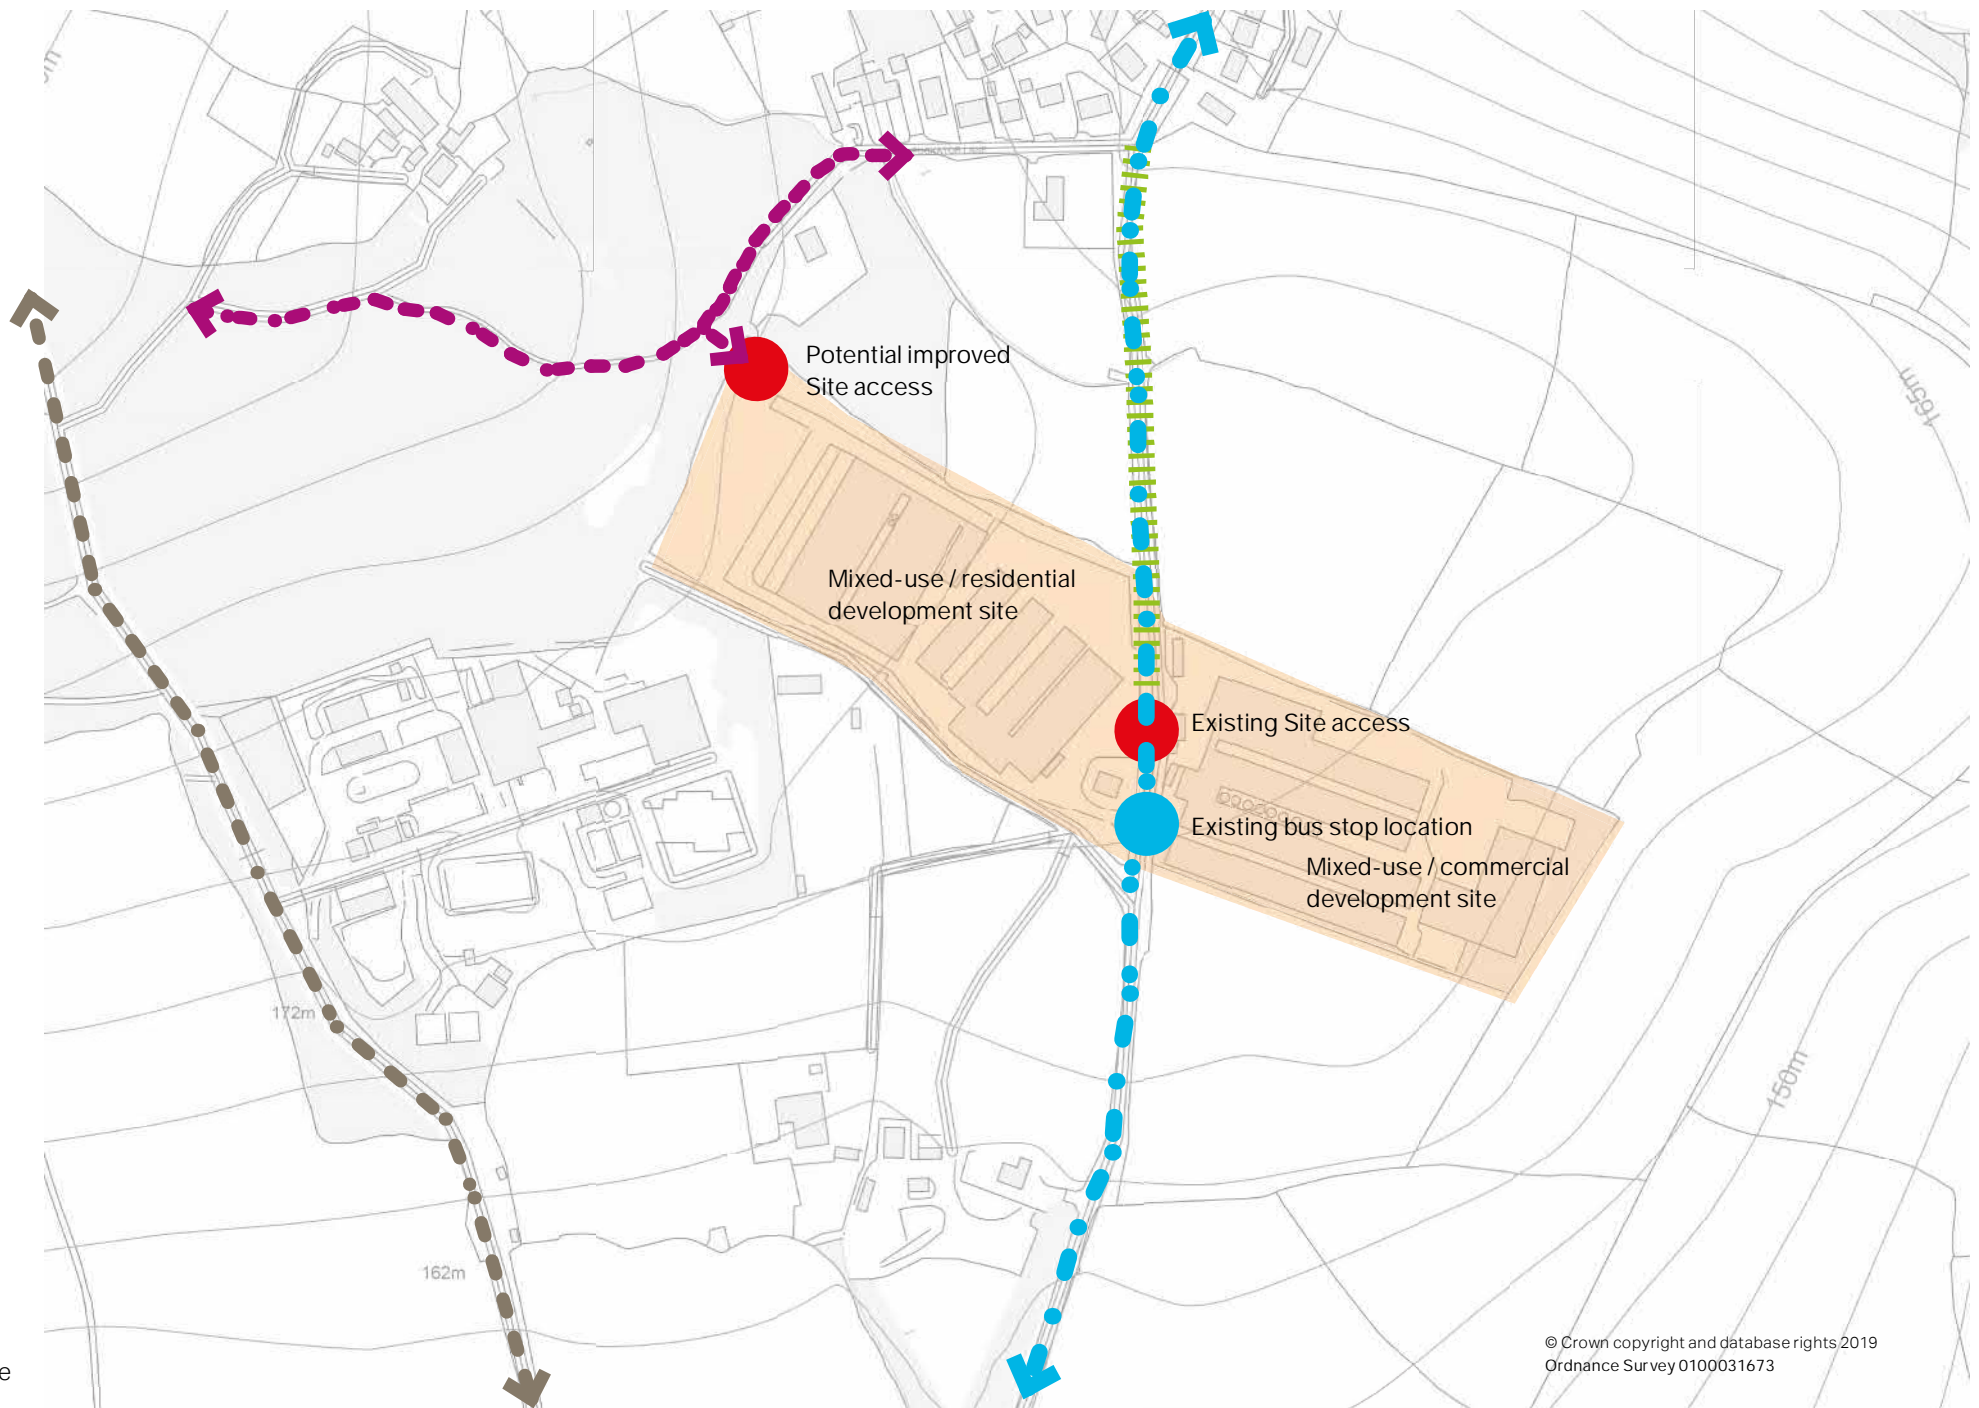 Potential improved
Site access
165m
Mixed-use / residential
development site
Existing Site access
Existing bus stop location
Mixed-use / commercial
development site
172m
150m
162m
© Crown copyright and database rights 2019
Ordnance Survey 0100031673
e